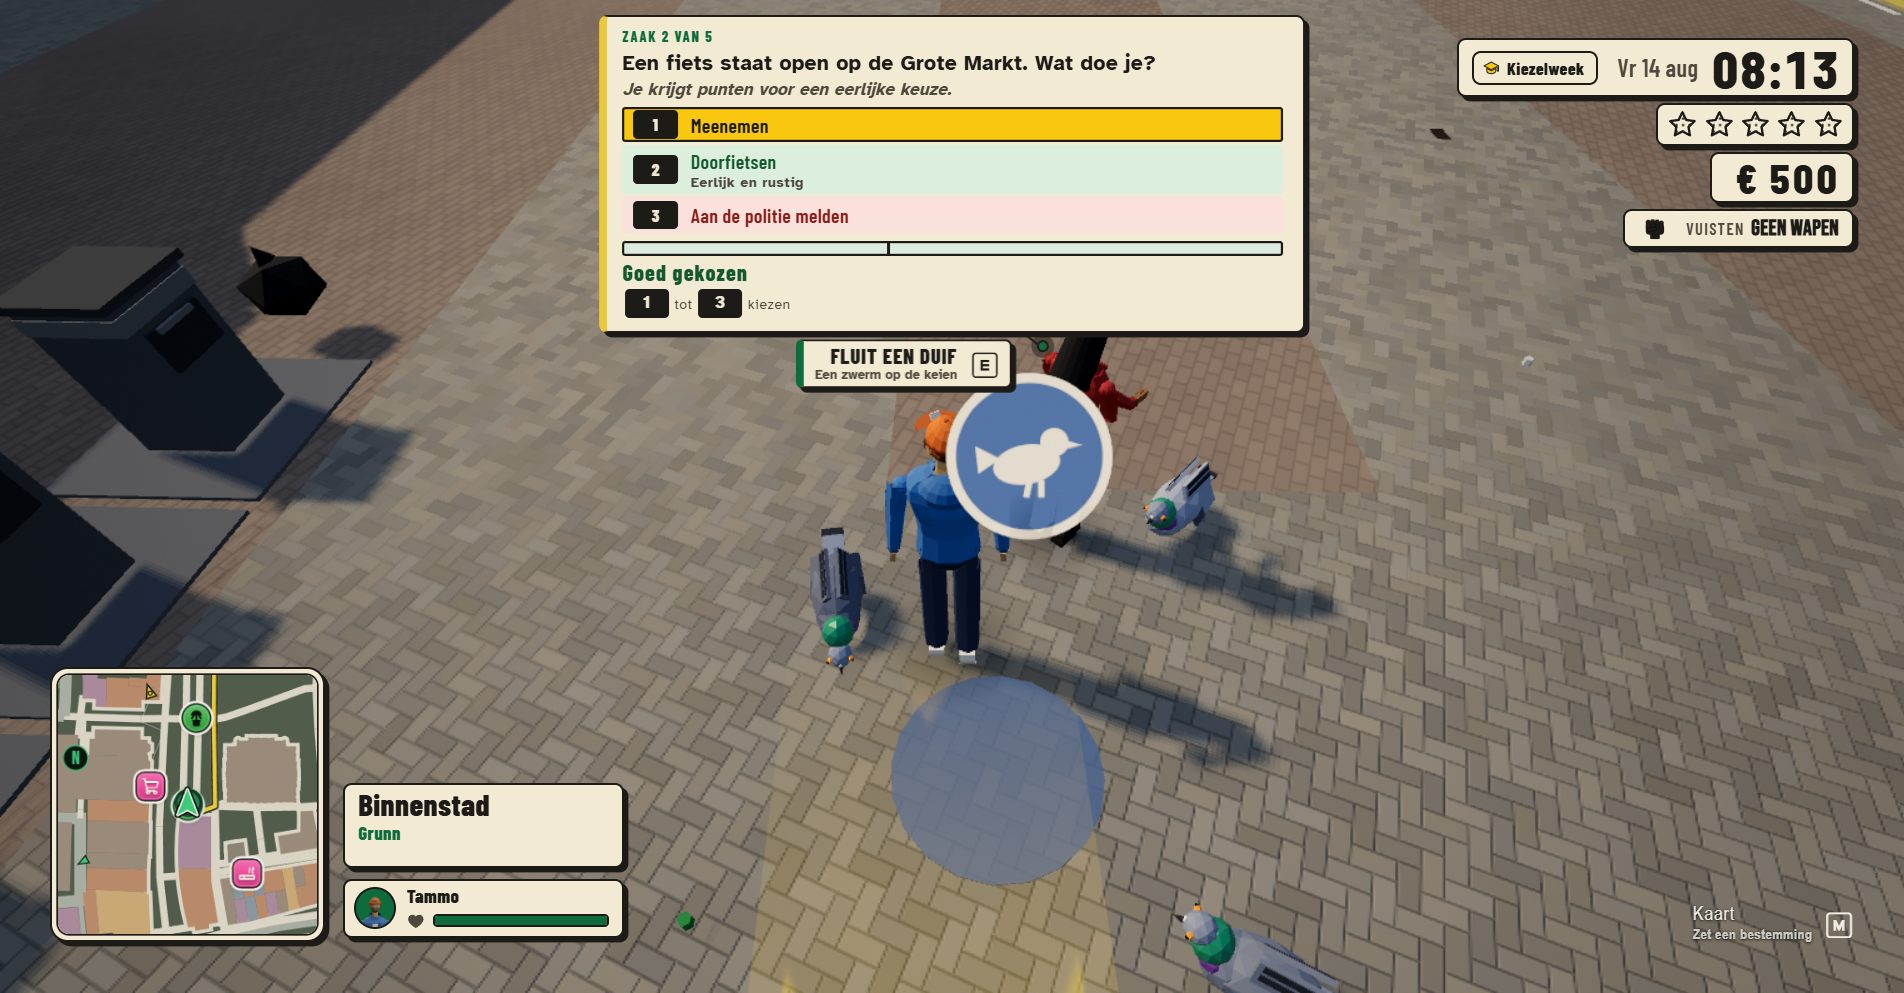 ZAAK 2 VAN 5
Een fiets staat open op de Grote Markt. Wat doe je?
Je krijgt punten voor een eerlijke keuze.
1 Meenemen
2 Doorfietsen
Eerlijk en rustig
3 Aan de politie melden
Goed gekozen
1 tot 3 kiezen
FLUIT EEN DUIF
Een zwerm op de keien
E
Kiezelweek Vr 14 aug 08:13
€ 500
VUISTEN GEEN WAPEN
N
Binnenstad
Grunn
Tammo
Kaart
Zet een bestemming
M